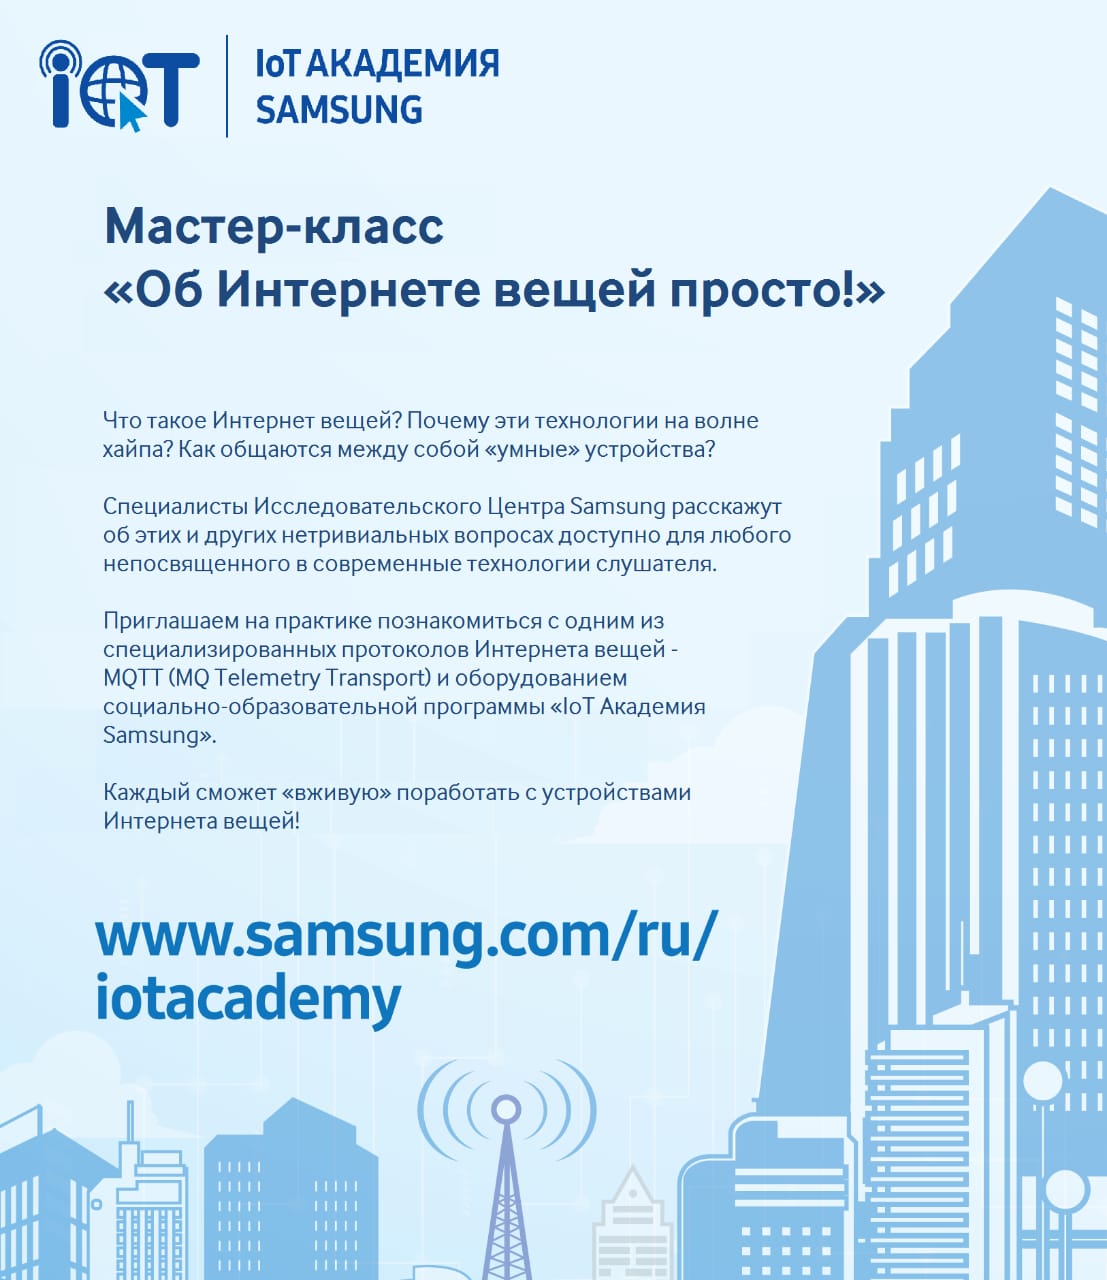 iOT
IoT АКАДЕМИЯ
SAMSUNG
Мастер-класс
«Об Интернете вещей просто!»
Что такое Интернет вещей? Почему эти технологии на волне
хайпа? Как общаются между собой «умные» устройства?
Специалисты Исследовательского Центра Samsung расскажут
об этих и других нетривиальных вопросах доступно для любого
непосвященного в современные технологии слушателя.
Приглашаем на практике познакомиться с одним из
специализированных протоколов Интернета вещей -
MQTT (MQ Telemetry Transport) и оборудованием
социально-образовательной программы «IoT Академия
Samsung».
Каждый сможет «вживую» поработать с устройствами
Интернета вещей!
www.samsung.com/ru/
iotacademy